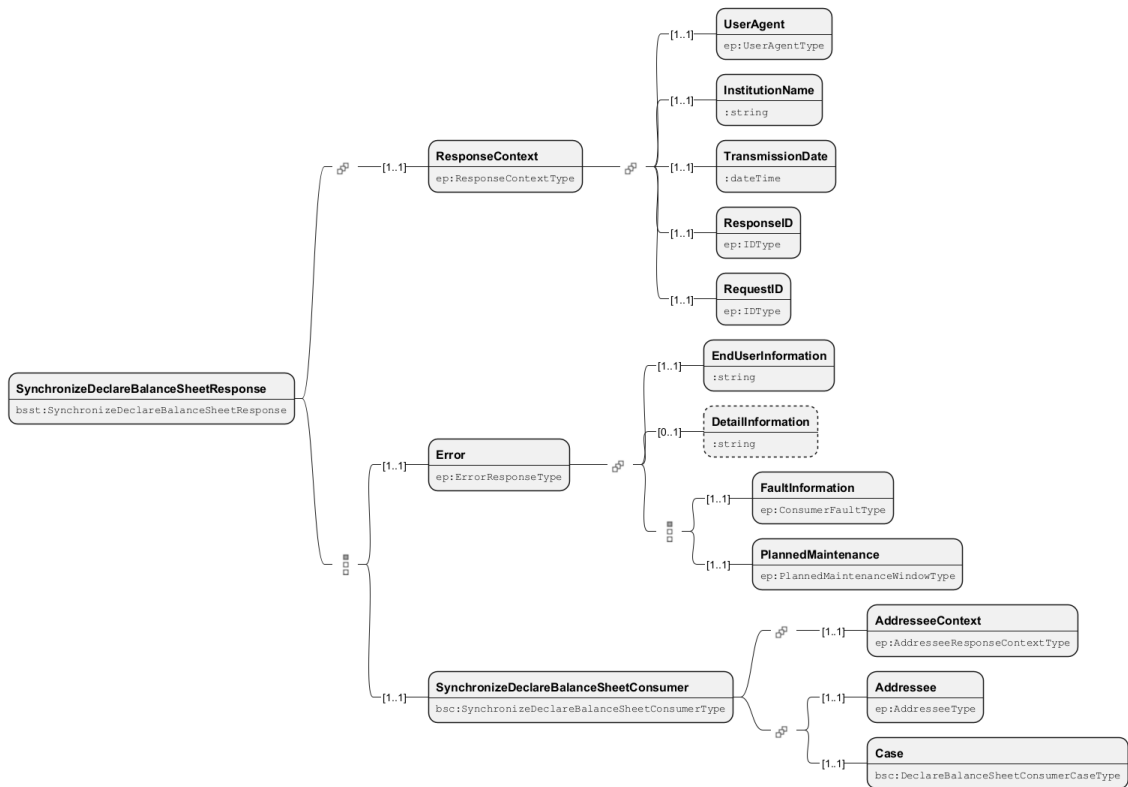 UserAgent
[1..1]
ep:UserAgentType
InstitutionName
[1..1]
:string
ResponseContext
[1..1]
ep:ResponseContextType
TransmissionDate
[1..1]
:dateTime
ResponseID
[1..1]
ep:IDType
RequestID
[1..1]
ep:IDType
SynchronizeDeclareBalanceSheetResponse
bsst:SynchronizeDeclareBalanceSheetResponse
EndUserInformation
[1..1]
:string
DetailInformation
[0..1]
:string
Error
[1..1]
ep:ErrorResponseType
FaultInformation
[1..1]
ep:ConsumerFaultType
PlannedMaintenance
[1..1]
ep:PlannedMaintenanceWindowType
AddresseeContext
[1..1]
ep:AddresseeResponseContextType
SynchronizeDeclareBalanceSheetConsumer
[1..1]
bsc:SynchronizeDeclareBalanceSheetConsumerType
Addressee
[1..1]
ep:AddresseeType
Case
[1..1]
bsc:DeclareBalanceSheetConsumerCaseType